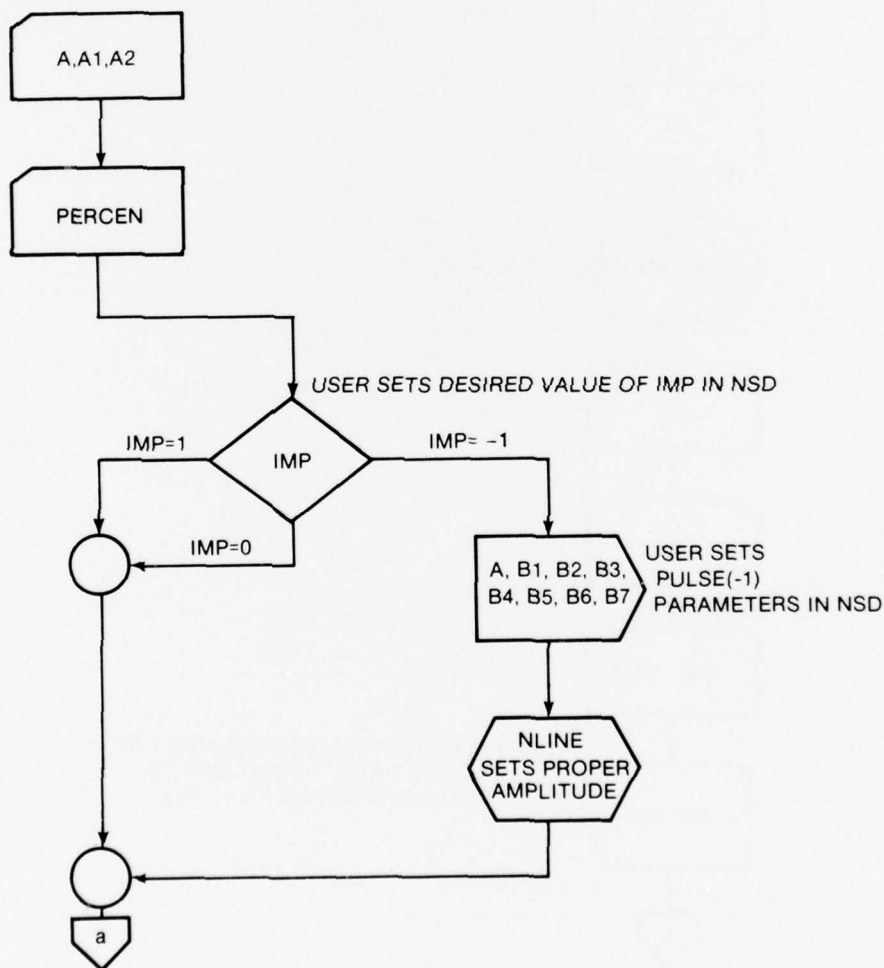 A,A1,A2
PERCEN
USER SETS DESIRED VALUE OF IMP IN NSD
IMP=1
IMP
IMP= -1
IMP=0
A, B1, B2, B3,
B4, B5, B6, B7
USER SETS
PULSE(-1)
PARAMETERS IN NSD
NLINE
SETS PROPER
AMPLITUDE
a